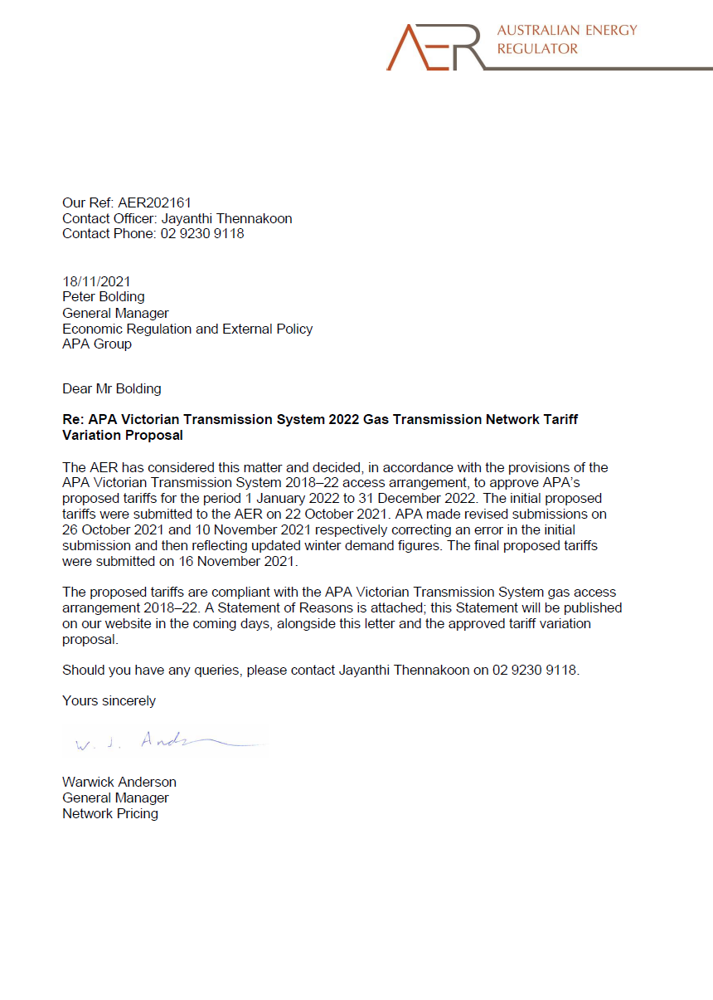 AER AUSTRALIAN ENERGY
REGULATOR
Our Ref: AER202161
Contact Officer: Jayanthi Thennakoon
Contact Phone: 02 9230 9118
18/11/2021
Peter Bolding
General Manager
Economic Regulation and External Policy
APA Group
Dear Mr Bolding
Re: APA Victorian Transmission System 2022 Gas Transmission Network Tariff
Variation Proposal
The AER has considered this matter and decided, in accordance with the provisions of the
APA Victorian Transmission System 2018–22 access arrangement, to approve APA’s
proposed tariffs for the period 1 January 2022 to 31 December 2022. The initial proposed
tariffs were submitted to the AER on 22 October 2021. APA made revised submissions on
26 October 2021 and 10 November 2021 respectively correcting an error in the initial
submission and then reflecting updated winter demand figures. The final proposed tariffs
were submitted on 16 November 2021.
The proposed tariffs are compliant with the APA Victorian Transmission System gas access
arrangement 2018–22. A Statement of Reasons is attached; this Statement will be published
on our website in the coming days, alongside this letter and the approved tariff variation
proposal.
Should you have any queries, please contact Jayanthi Thennakoon on 02 9230 9118.
Yours sincerely
W. J.
Warwick Anderson
General Manager
Network Pricing